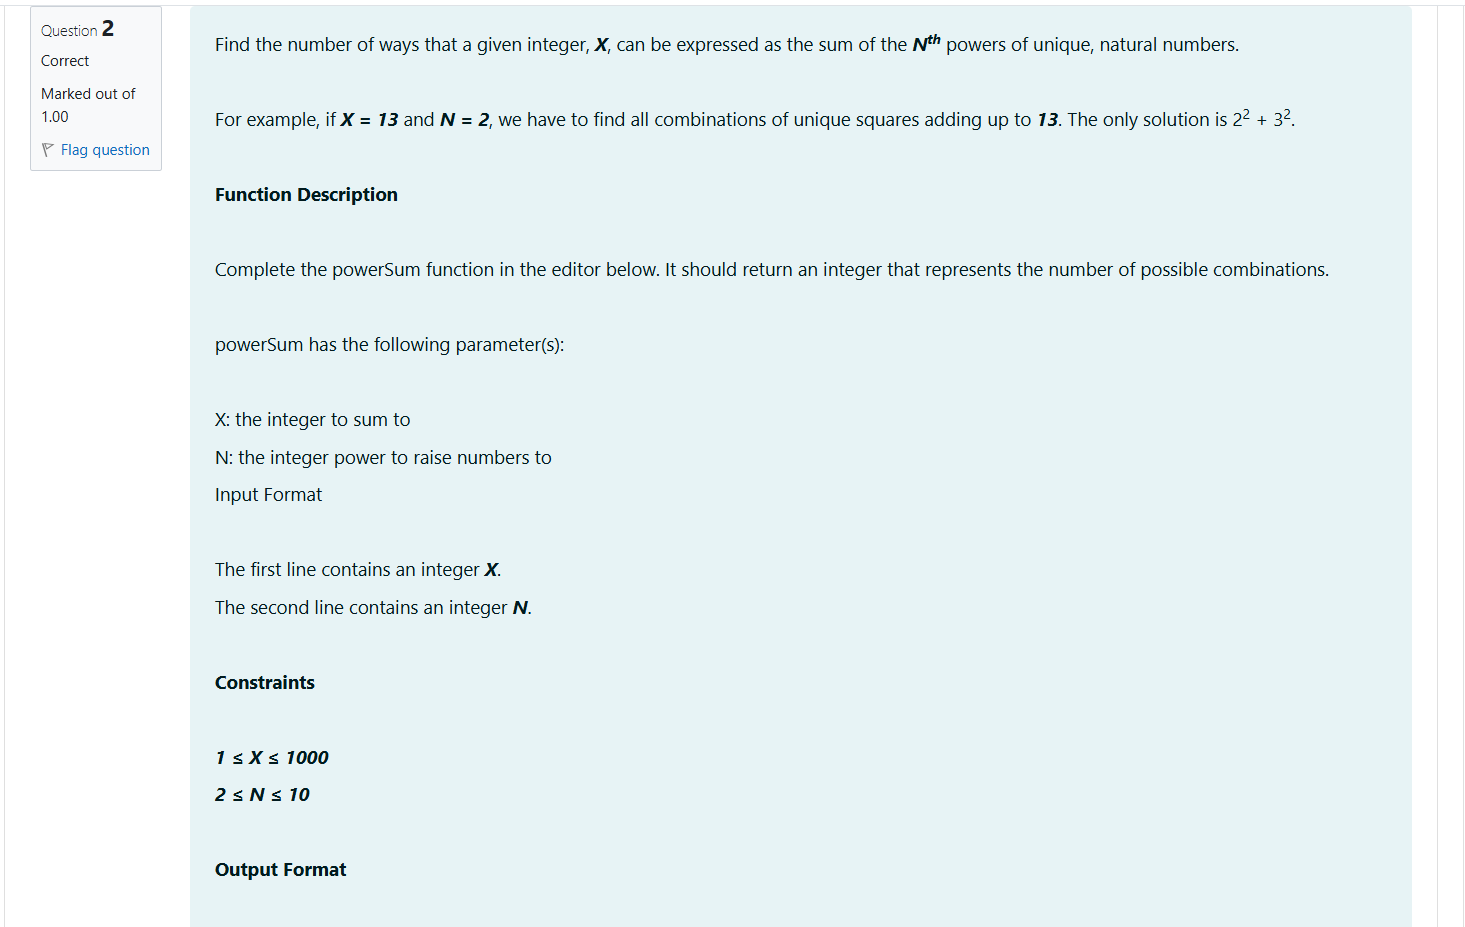 Question 2
Correct
Marked out of
1.00
Flag question
Find the number of ways that a given integer, X, can be expressed as the sum of the Nth powers of unique, natural numbers.
For example, if X = 13 and N = 2, we have to find all combinations of unique squares adding up to 13. The only solution is 2² + 3².
Function Description
Complete the powerSum function in the editor below. It should return an integer that represents the number of possible combinations.
powerSum has the following parameter(s):
X: the integer to sum to
N: the integer power to raise numbers to
Input Format
The first line contains an integer X.
The second line contains an integer N.
Constraints
1 ≤ X ≤ 1000
2 ≤ N ≤ 10
Output Format